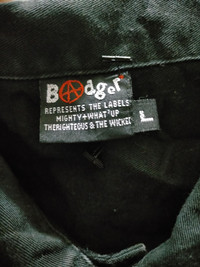 BAdger
REPRESENTS THE LABELS
MIGHTY+WHAT'UP
THERIGHTEOUS & THE WICKED
L